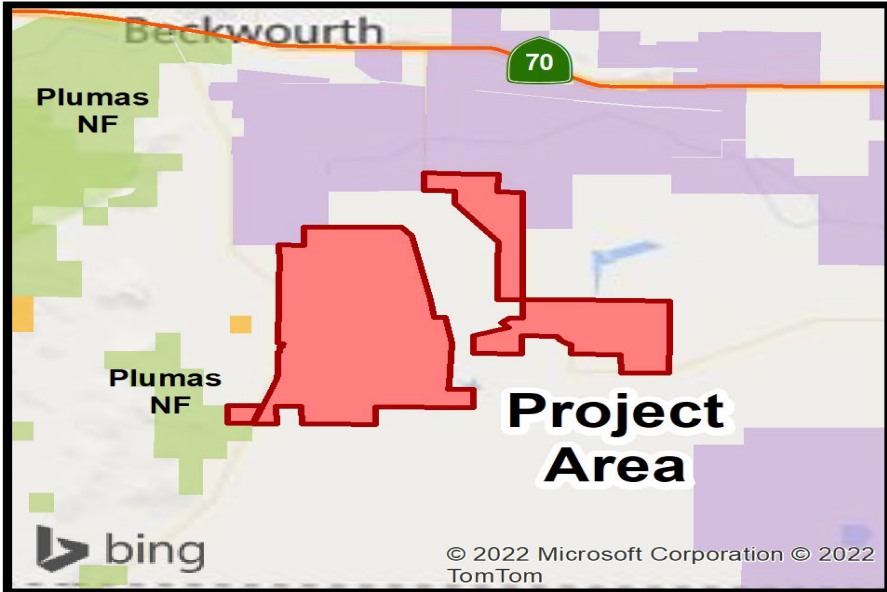 Beckwourth
70
Plumas
NF
Plumas
NF
Project
Area
bing
© 2022 Microsoft Corporation © 2022
TomTom